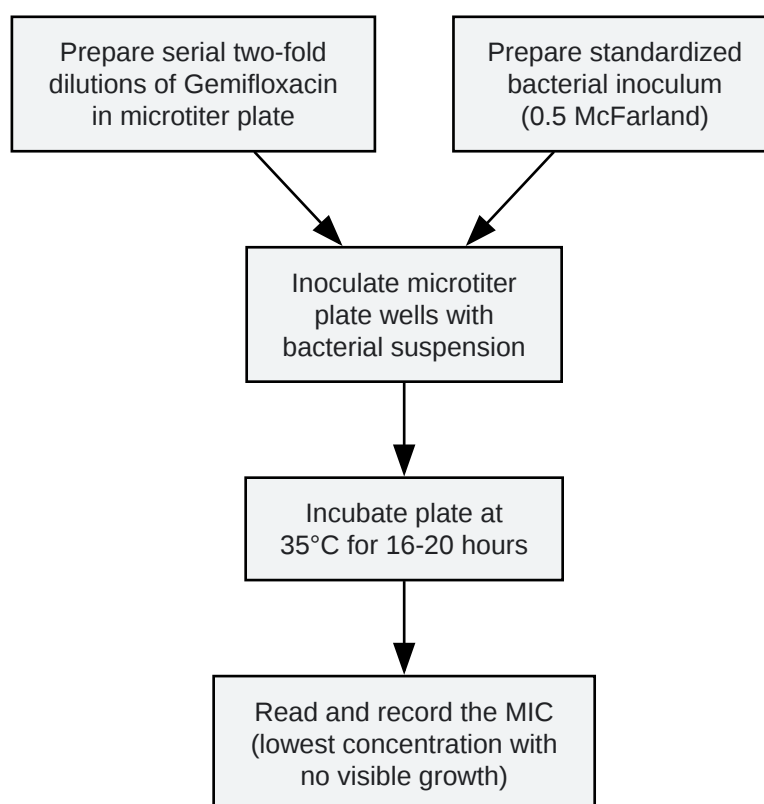 Prepare serial two-fold
dilutions of Gemifloxacin
in microtiter plate
Prepare standardized
bacterial inoculum
(0.5 McFarland)
Inoculate microtiter
plate wells with
bacterial suspension
Incubate plate at
35°C for 16-20 hours
Read and record the MIC
(lowest concentration with
no visible growth)